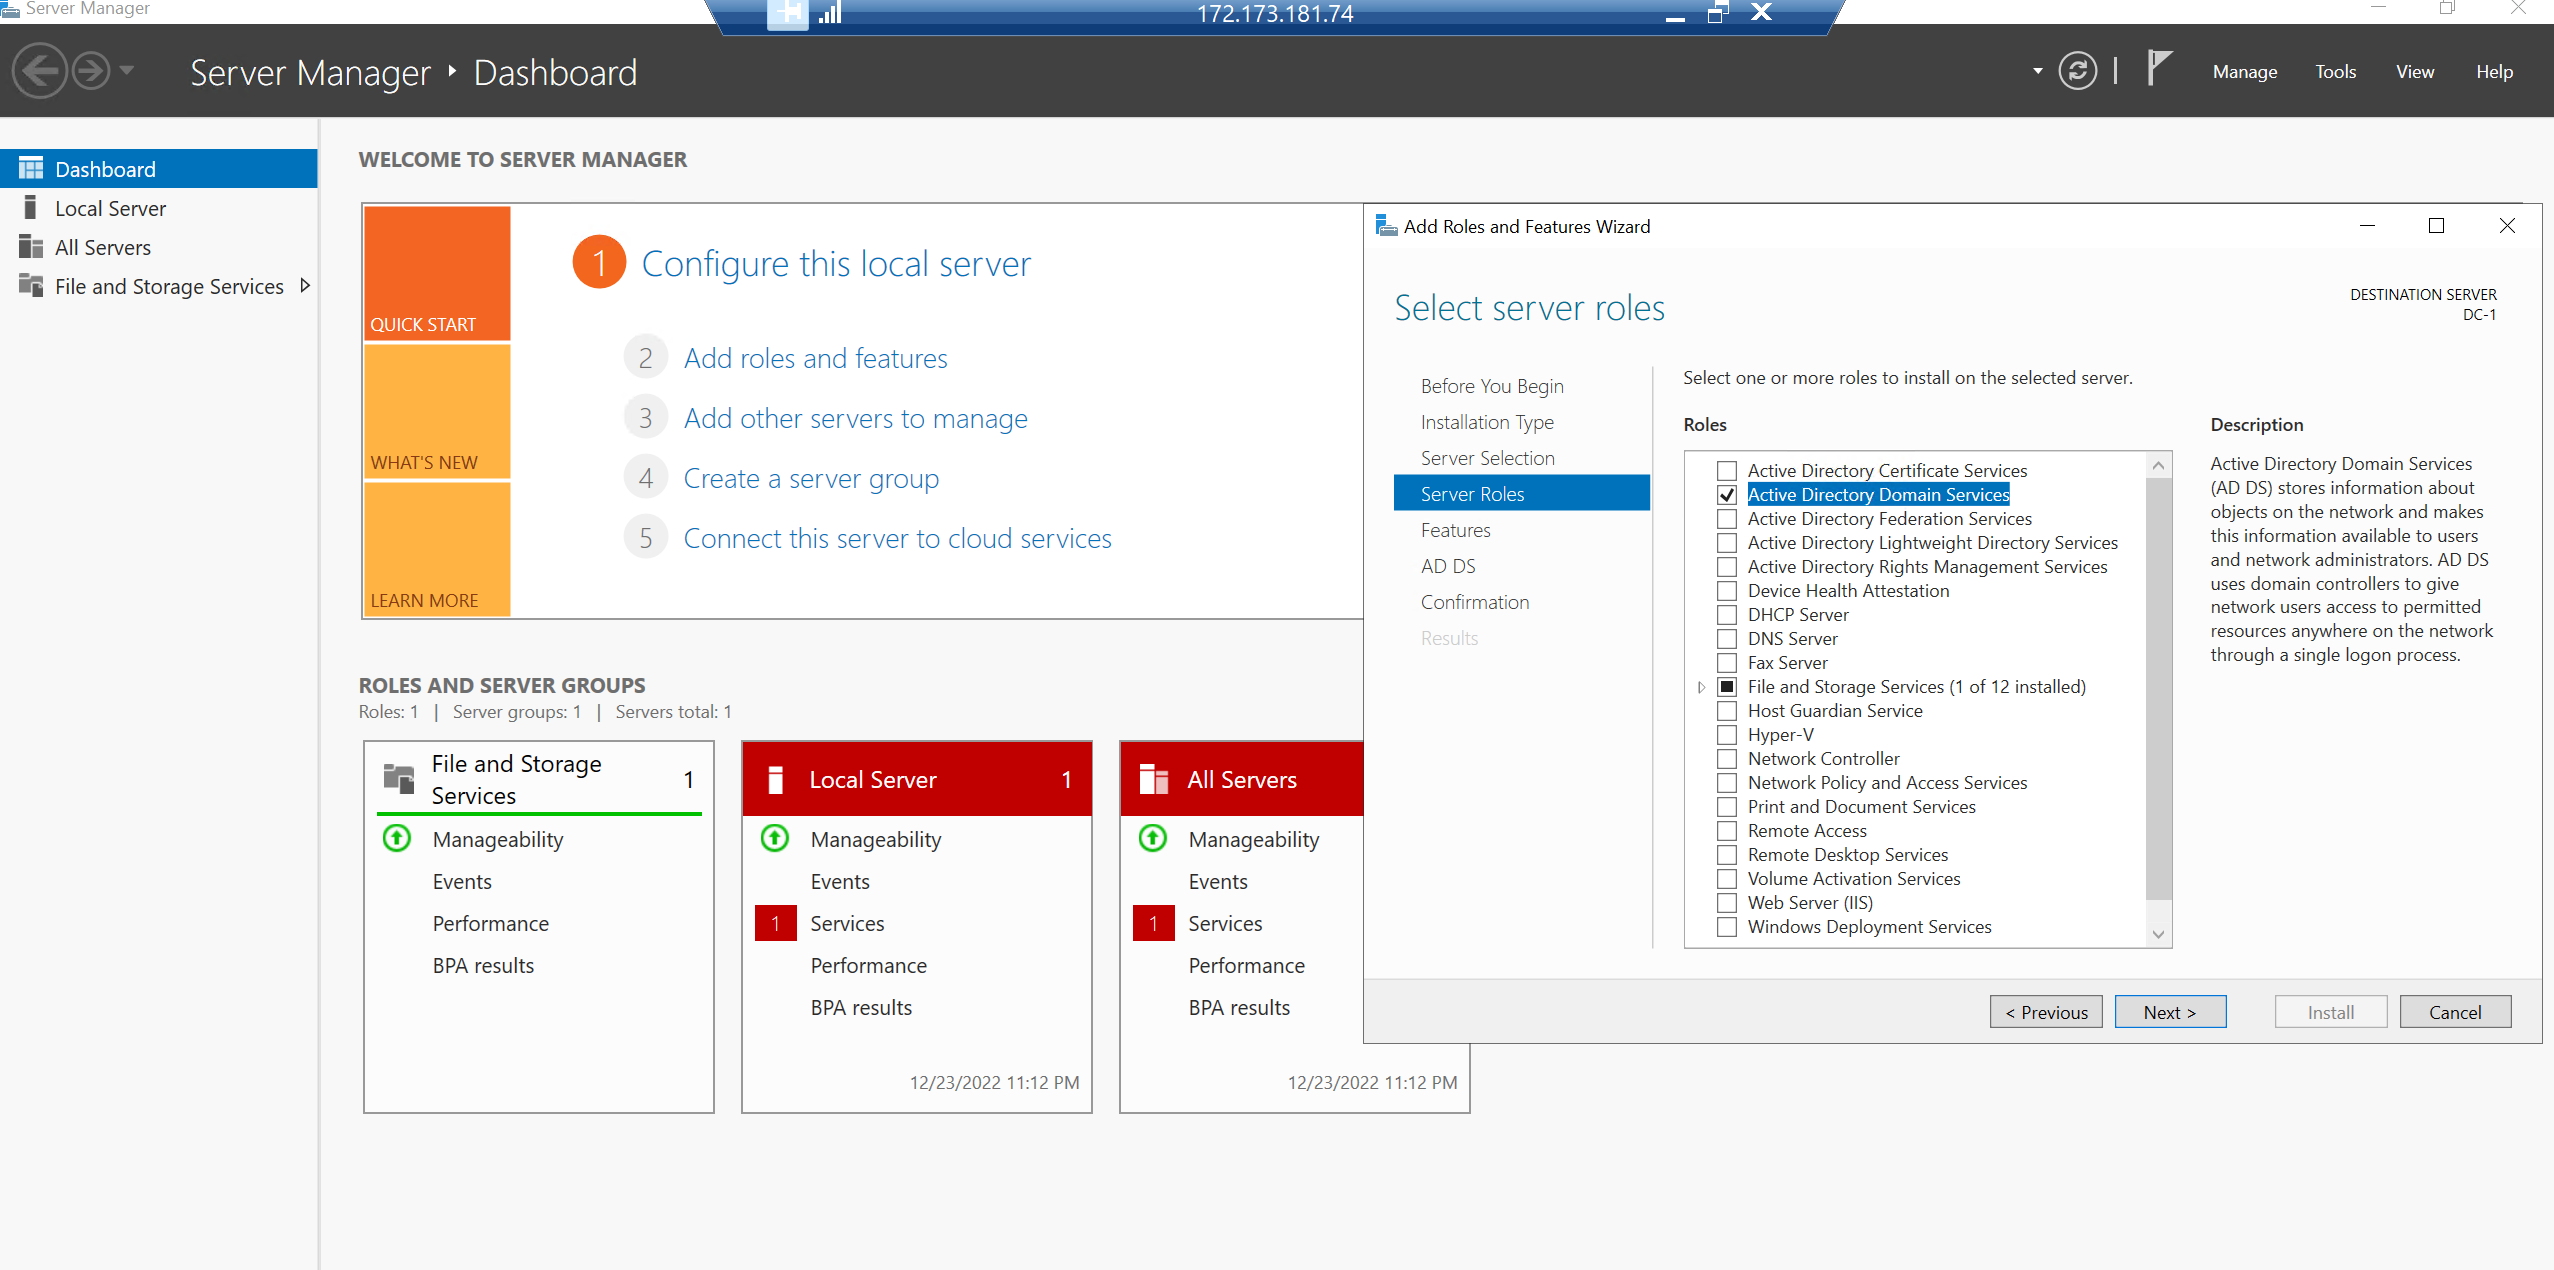 Server Manager
172.173.181.74
Server Manager ‣ Dashboard
Manage Tools View Help
Dashboard
Local Server
All Servers
File and Storage Services
WELCOME TO SERVER MANAGER
QUICK START
WHAT'S NEW
LEARN MORE
1 Configure this local server
2 Add roles and features
3 Add other servers to manage
4 Create a server group
5 Connect this server to cloud services
ROLES AND SERVER GROUPS
Roles: 1 | Server groups: 1 | Servers total: 1
File and Storage
Services
1
Manageability
Events
Performance
BPA results
Local Server 1
Manageability
Events
1 Services
Performance
BPA results
12/23/2022 11:12 PM
All Servers
Manageability
Events
1 Services
Performance
BPA results
12/23/2022 11:12 PM
Add Roles and Features Wizard
Select server roles
DESTINATION SERVER
DC-1
Before You Begin
Installation Type
Server Selection
Server Roles
Features
AD DS
Confirmation
Results
Select one or more roles to install on the selected server.
Roles
Active Directory Certificate Services
Active Directory Domain Services
Active Directory Federation Services
Active Directory Lightweight Directory Services
Active Directory Rights Management Services
Device Health Attestation
DHCP Server
DNS Server
Fax Server
File and Storage Services (1 of 12 installed)
Host Guardian Service
Hyper-V
Network Controller
Network Policy and Access Services
Print and Document Services
Remote Access
Remote Desktop Services
Volume Activation Services
Web Server (IIS)
Windows Deployment Services
Description
Active Directory Domain Services
(AD DS) stores information about
objects on the network and makes
this information available to users
and network administrators. AD DS
uses domain controllers to give
network users access to permitted
resources anywhere on the network
through a single logon process.
< Previous
Next >
Install
Cancel